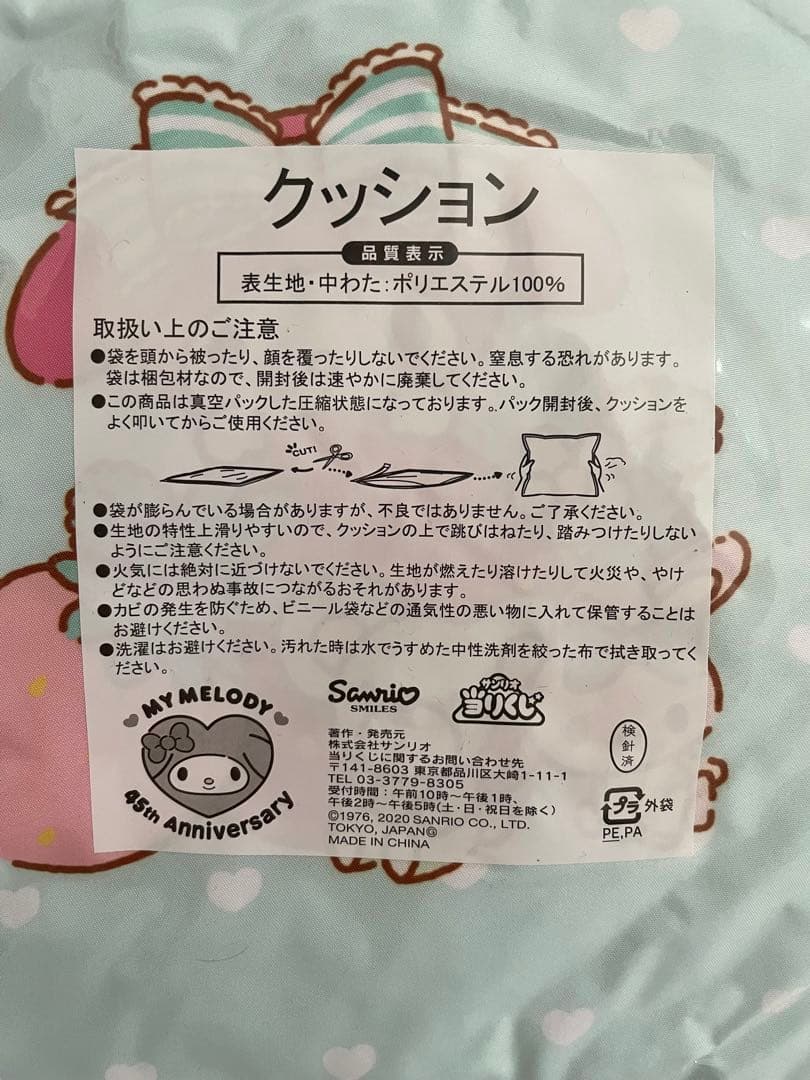 クッション
品質表示
表生地・中わた:ポリエステル100%
取扱い上のご注意
●袋を頭から被ったり、顔を覆ったりしないでください。窒息する恐れがあります。
袋は梱包材なので、開封後は速やかに廃棄してください。
●この商品は真空パックした圧縮状態になっております。パック開封後、クッションを
よく叩いてからご使用ください。
CUT!
●袋が膨らんでいる場合がありますが、不良ではありません。ご了承ください。
●生地の特性上滑りやすいので、クッションの上で跳びはねたり、踏みつけたりしない
ようにご注意ください。
●火気には絶対に近づけないでください。生地が燃えたり溶けたりして火災や、やけ
どなどの思わぬ事故につながるおそれがあります。
●カビの発生を防ぐため、ビニール袋などの通気性の悪い物に入れて保管することは
お避けください。
●洗濯はお避けください。汚れた時は水でうすめた中性洗剤を絞った布で拭き取ってく
ださい。
MY MELODY
45th Anniversary
Sanrio
SMILES
サンリオ
当りくじ
著作・発売元
株式会社サンリオ
当りくじに関するお問い合わせ先
〒141-8603 東京都品川区大崎1-11-1
TEL 03-3779-8305
受付時間:午前10時〜午後1時、
午後2時〜午後5時(土・日・祝日を除く)
©1976, 2020 SANRIO CO., LTD.
TOKYO, JAPAN Ⓛ
MADE IN CHINA
検針済
プラ 外袋
PE,PA